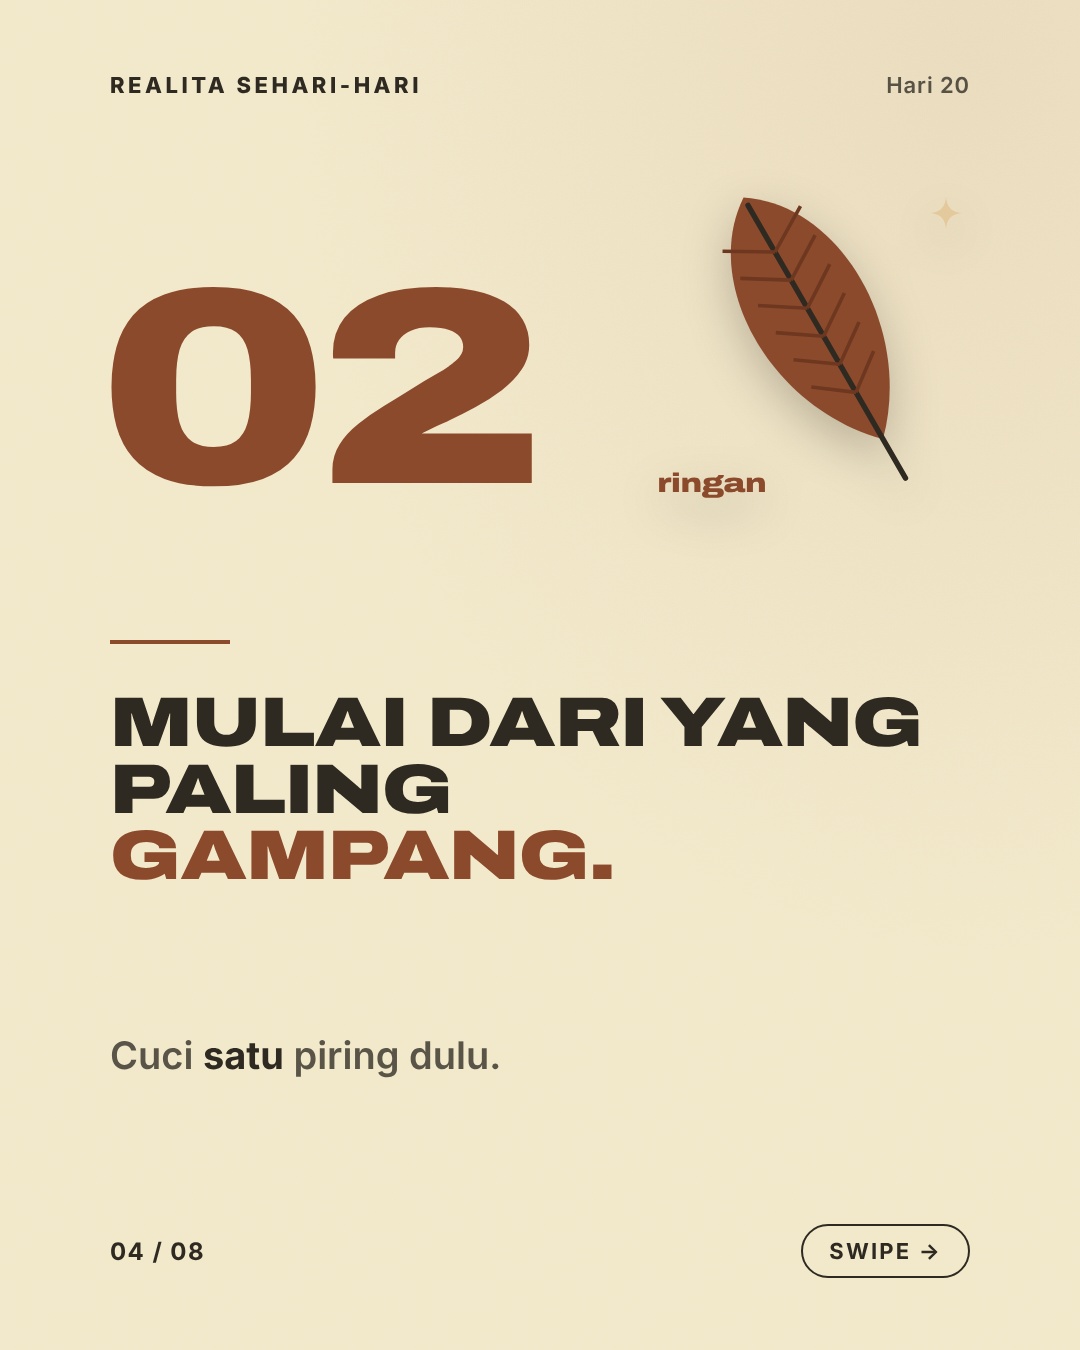 REALITA SEHARI-HARI
Hari 20
02
ringan
MULAI DARI YANG
PALING
GAMPANG.
Cuci satu piring dulu.
04 / 08
SWIPE →